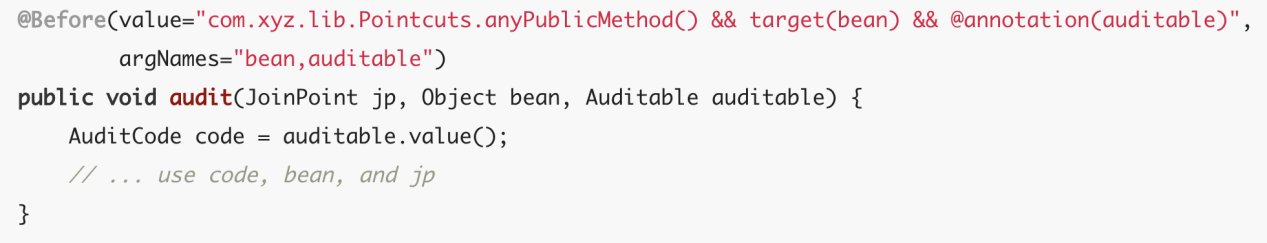 @Before(value="com.xyz.lib.Pointcuts.anyPublicMethod() && target(bean) && @annotation(auditable)",
        argNames="bean,auditable")
public void audit(JoinPoint jp, Object bean, Auditable auditable) {
    AuditCode code = auditable.value();
    // ... use code, bean, and jp
}